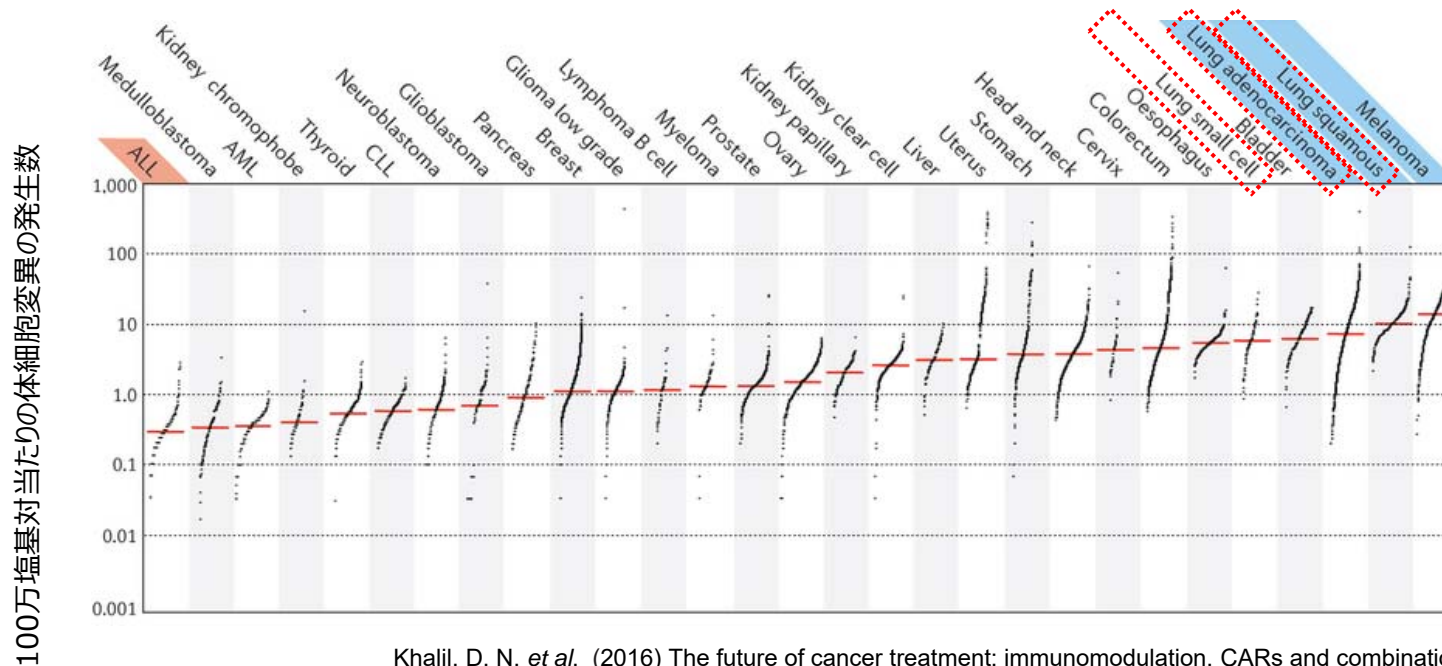 100万塩基対当たりの体細胞変異の発生数
ALL
Medulloblastoma
AML
Kidney chromophobe
Thyroid
CLL
Neuroblastoma
Glioblastoma
Pancreas
Breast
Glioma low grade
Lymphoma B cell
Myeloma
Prostate
Ovary
Kidney papillary
Kidney clear cell
Liver
Uterus
Stomach
Head and neck
Cervix
Colorectum
Oesophagus
Lung small cell
Bladder
Lung adenocarcinoma
Lung squamous
Melanoma
1,000
100
10
1.0
0.1
0.01
0.001
Khalil, D. N. et al. (2016) The future of cancer treatment: immunomodulation, CARs and combinatio